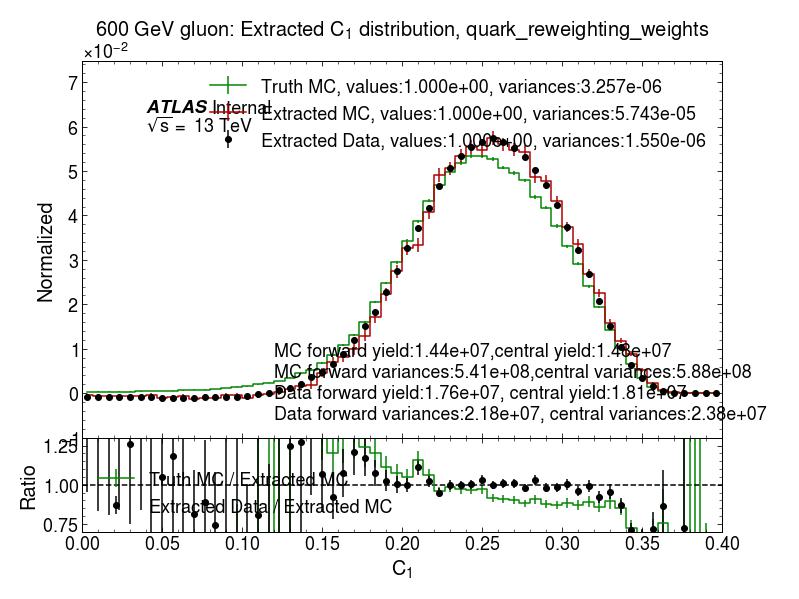 600 GeV gluon: Extracted C₁ distribution, quark_reweighting_weights
×10⁻²
Truth MC, values:1.000e+00, variances:3.257e-06
ATLAS Internal
Extracted MC, values:1.000e+00, variances:5.743e-05
√s = 13 TeV
Extracted Data, values:1.000e+00, variances:1.550e-06
7
6
5
4
3
2
1
0
Normalized
MC forward yield:1.44e+07,central yield:1.48e+07
MC forward variances:5.41e+08,central variances:5.88e+08
Data forward yield:1.76e+07, central yield:1.81e+07
Data forward variances:2.18e+07, central variances:2.38e+07
1.25
1.00
0.75
Ratio
Truth MC / Extracted MC
Extracted Data / Extracted MC
0.00 0.05 0.10 0.15 0.20 0.25 0.30 0.35 0.40
C₁